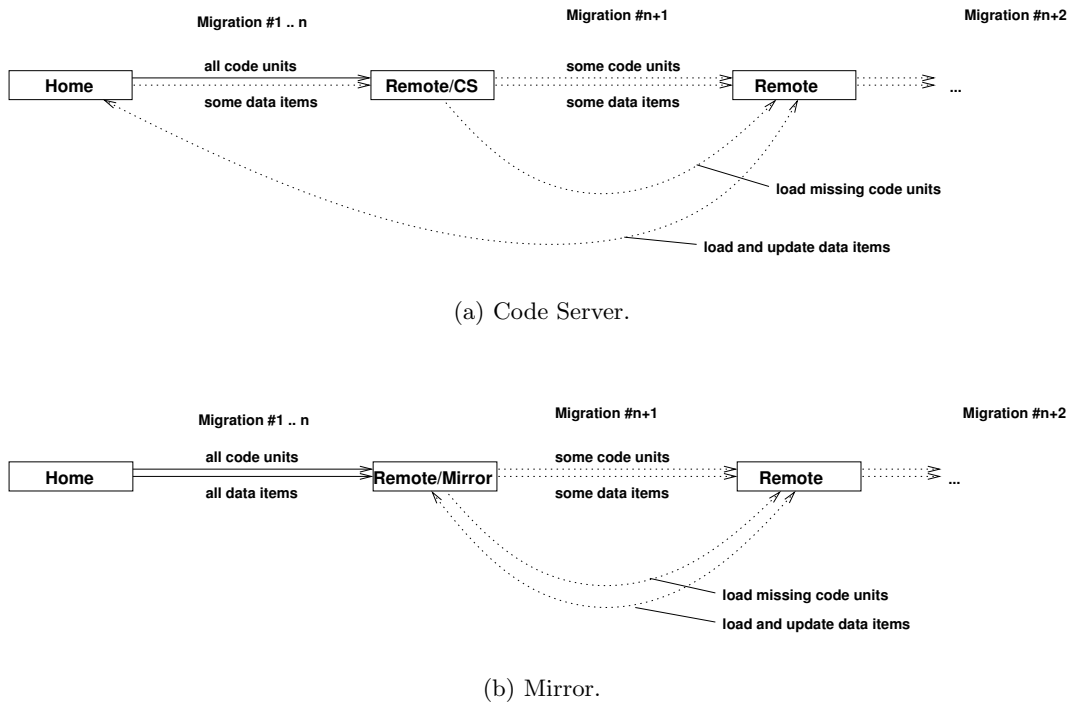 Migration #1 .. n
Migration #n+1
Migration #n+2
all code units
some code units
Home
Remote/CS
Remote
...
some data items
some data items
load missing code units
load and update data items
(a) Code Server.
Migration #1 .. n
Migration #n+1
Migration #n+2
all code units
some code units
Home
Remote/Mirror
Remote
...
all data items
some data items
load missing code units
load and update data items
(b) Mirror.